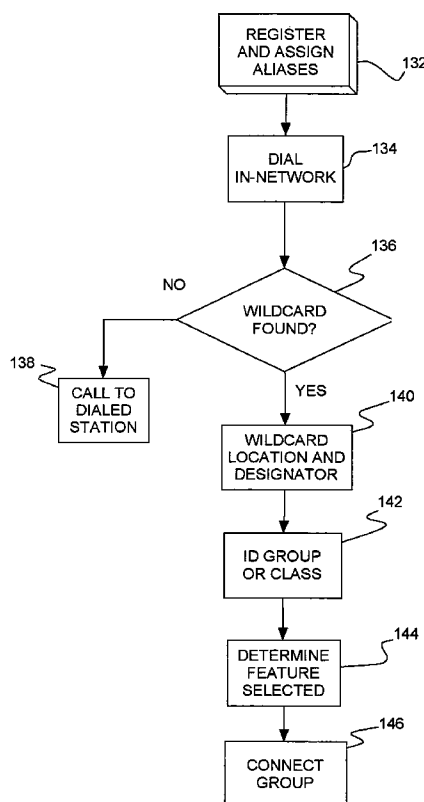 REGISTER
AND ASSIGN
ALIASES
132
DIAL
IN-NETWORK
134
136
NO
WILDCARD
FOUND?
138
CALL TO
DIALED
STATION
YES
140
WILDCARD
LOCATION AND
DESIGNATOR
142
ID GROUP
OR CLASS
144
DETERMINE
FEATURE
SELECTED
146
CONNECT
GROUP